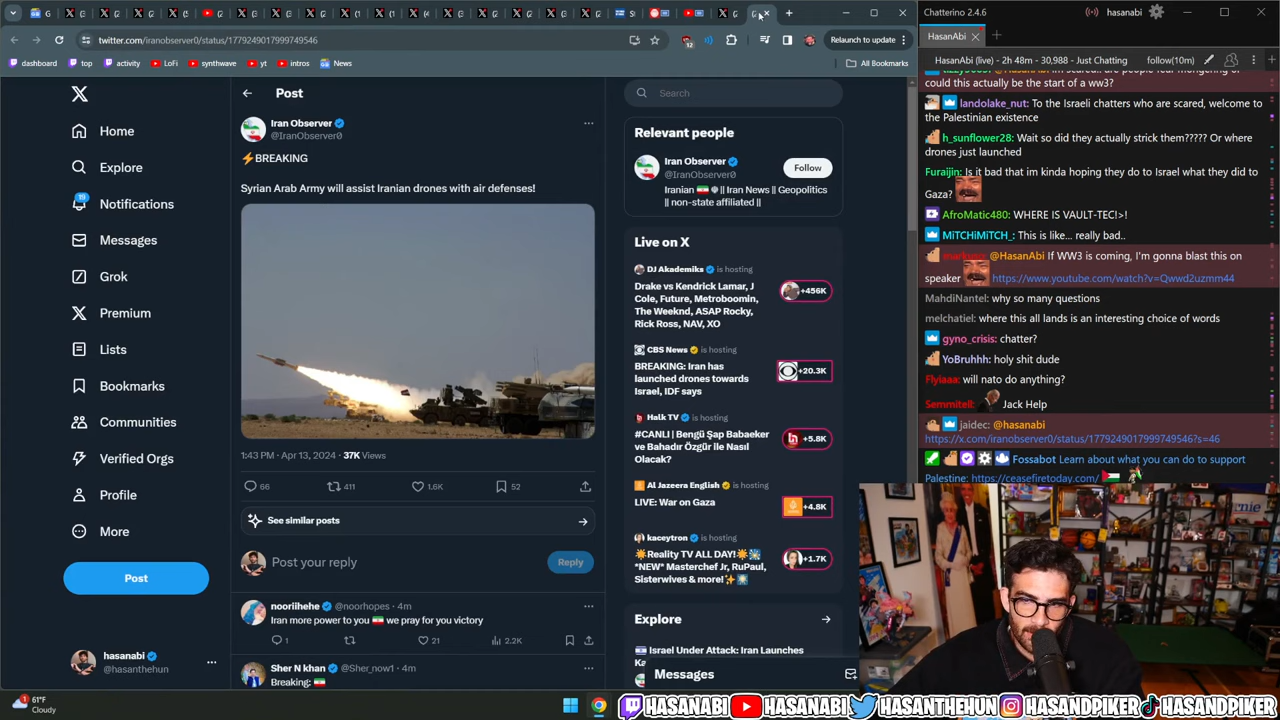 Chatterino 2.4.6
hasanabi
twitter.com/iranobserver0/status/1779249017999749546
12
Relaunch to update
HasanAbi
dashboard
top
activity
LoFi
synthwave
yt
intros
News
All Bookmarks
HasanAbi (live) - 2h 48m - 30,988 - Just Chatting
follow(10m)
Post
Search
Home
Explore
Notifications
19
Messages
Grok
Premium
Lists
Bookmarks
Communities
Verified Orgs
Profile
More
Post
hasanabi
@hasanthehun
Iran Observer
@IranObserver0
⚡BREAKING
Syrian Arab Army will assist Iranian drones with air defenses!
1:43 PM · Apr 13, 2024 · 37K Views
66
411
1.6K
52
See similar posts
Post your reply
Reply
nooriihehe @noorhopes · 4m
Iran more power to you 🇮🇷 we pray for you victory
1
21
2.2K
Sher N khan @Sher_now1 · 4m
Breaking: 🇮🇷
Relevant people
Iran Observer
@IranObserver0
Follow
Iranian 🇮🇷 || Iran News || Geopolitics
|| non-state affiliated ||
Live on X
DJ Akademiks is hosting
Drake vs Kendrick Lamar, J
Cole, Future, Metroboomin,
The Weeknd, ASAP Rocky,
Rick Ross, NAV, XO
+456K
CBS News is hosting
BREAKING: Iran has
launched drones towards
Israel, IDF says
+20.3K
Halk TV is hosting
#CANLI | Bengü Şap Babaeker
ve Bahadır Özgür ile Nasıl
Olacak?
+5.8K
Al Jazeera English is hosting
LIVE: War on Gaza
+4.8K
kaceytron is hosting
☀Reality TV ALL DAY!☀
*NEW* Masterchef Jr, RuPaul,
SIsterwives & more!✨
+1.7K
Explore
Israel Under Attack: Iran Launches
Messages
could this actually be the start of a ww3?
landolake_nut: To the Israeli chatters who are scared, welcome to
the Palestinian existence
h_sunflower28: Wait so did they actually strick them????? Or where
drones just launched
Furaijin: Is it bad that im kinda hoping they do to Israel what they did to
Gaza?
AfroMatic480: WHERE IS VAULT-TEC!>!
MiTCHiMiTCH_: This is like... really bad..
@HasanAbi If WW3 is coming, I'm gonna blast this on
speaker https://www.youtube.com/watch?v=Qwwd2uzmm44
MahdiNantel: why so many questions
melchatiel: where this all lands is an interesting choice of words
gyno_crisis: chatter?
YoBruhhh: holy shit dude
Flyiaaa: will nato do anything?
Semmitell: Jack Help
jaidec: @hasanabi
https://x.com/iranobserver0/status/1779249017999749546?s=46
Fossabot Learn about what you can do to support
Palestine: https://ceasefiretoday.com/
61°F
Cloudy
HASANABI
HASANABI
HASANTHEHUN
HASANDPIKER
HASANDPIKER